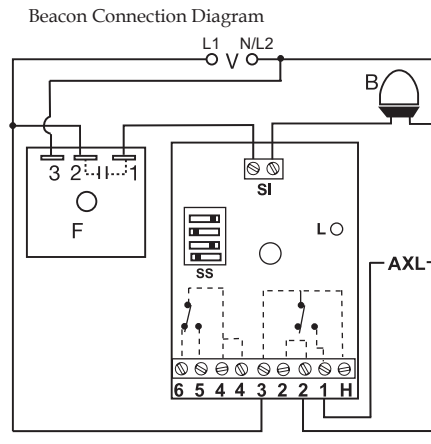 Beacon Connection Diagram
L1 V N/L2
B
3 2 1
F
SI
L
SS
AXL
6 5 4 4 3 2 2 1 H